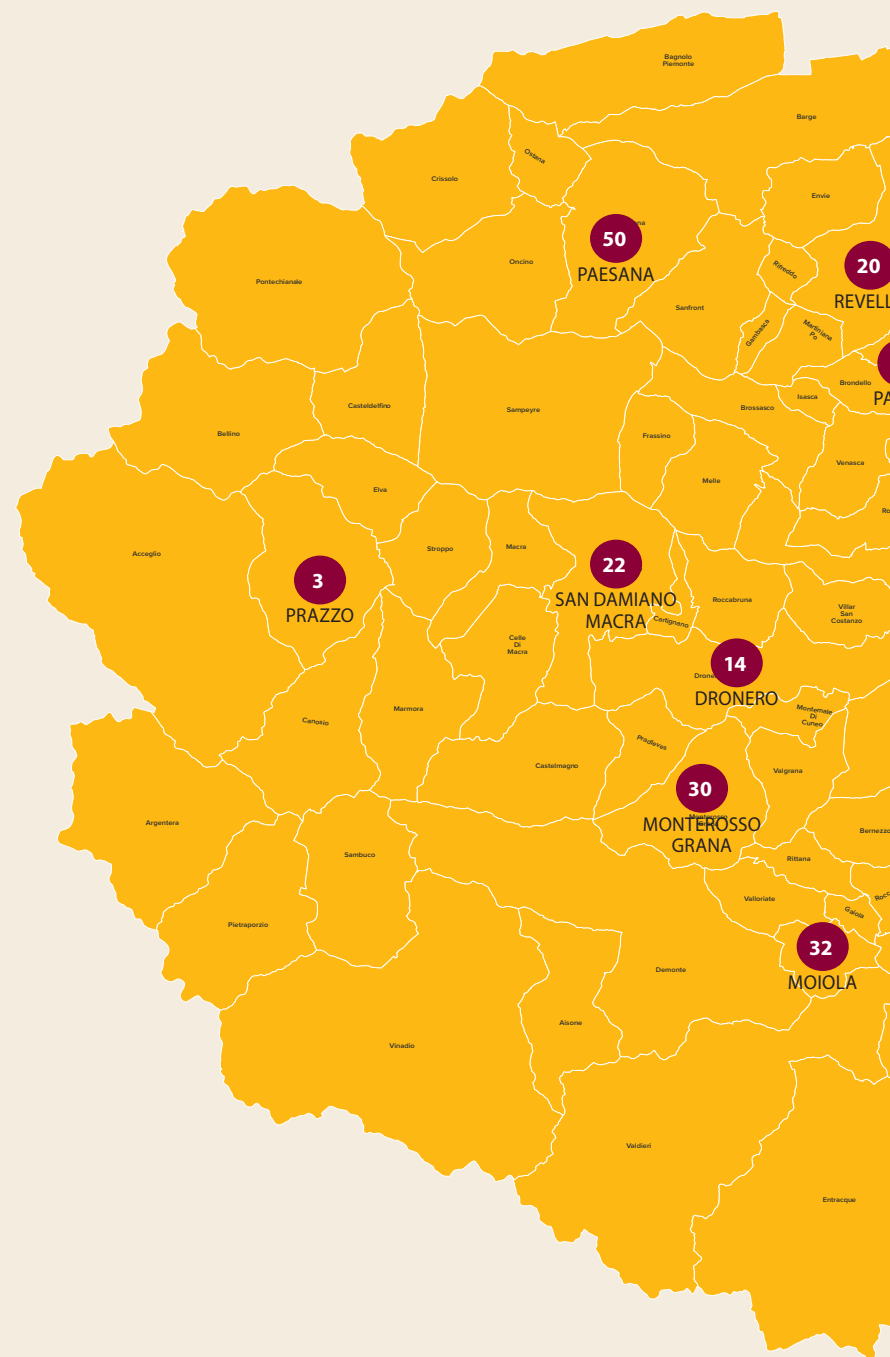 Bagnolo
Piemonte
Barge
Ostana
Crissolo
Envie
50
PAESANA
20
Oncino
Rifreddo
Pontechianale
REVELL
Sanfront
Gambasca
Martiniana
Po
Brondello
PA
Isasca
Casteldelfino
Sampeyre
Brossasco
Bellino
Frassino
Venasca
Melle
Elva
Ro
Acceglio
Stroppo
Macra
22
SAN DAMIANO
MACRA
3
PRAZZO
Roccabruna
Villar
San
Costanzo
Cartignano
Celle
Di
Macra
14
DRONERO
Marmora
Canosio
Monfemale
Di
Cuneo
Pradleves
Castelmagno
Valgrana
30
MONTEROSSO
GRANA
Argentera
Bernezzo
Sambuco
Rittana
Valloriate
Rocc
Gaiola
Pietraporzio
32
MOIOLA
Demonte
Aisone
Vinadio
Valdieri
Entracque